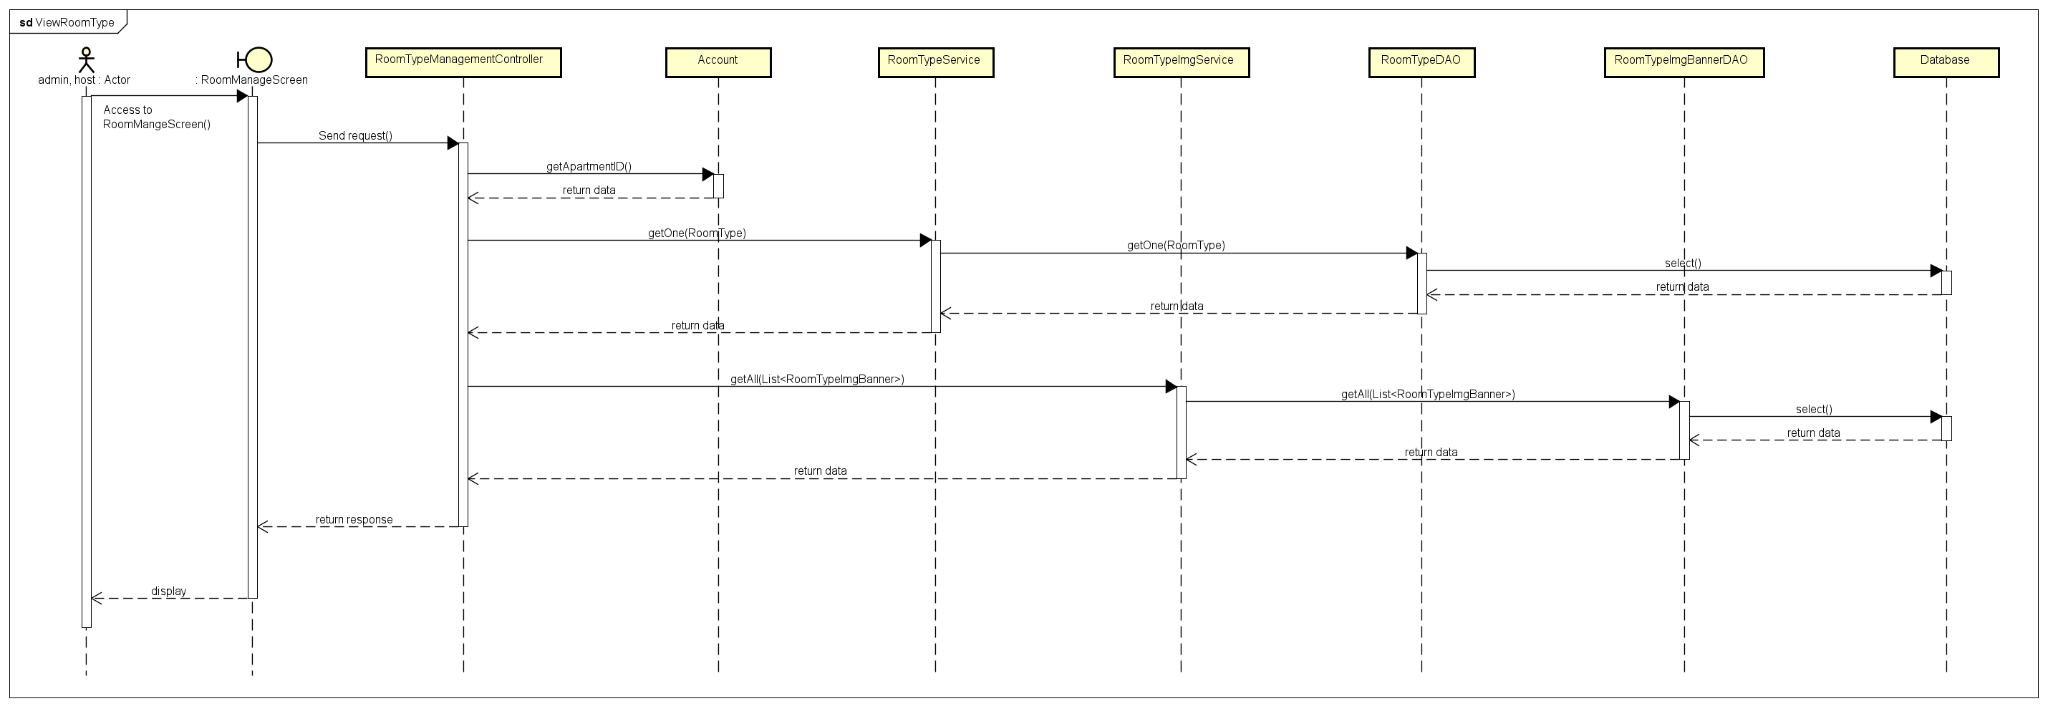 sd ViewRoomType
admin, host : Actor
: RoomManageScreen
RoomTypeManagementController
Account
RoomTypeService
RoomTypeImgService
RoomTypeDAO
RoomTypeImgBannerDAO
Database
Access to
RoomMangeScreen()
Send request()
getApartmentID()
return data
getOne(RoomType)
getOne(RoomType)
select()
return data
return data
return data
getAll(List<RoomTypeImgBanner>)
getAll(List<RoomTypeImgBanner>)
select()
return data
return data
return data
return response
display